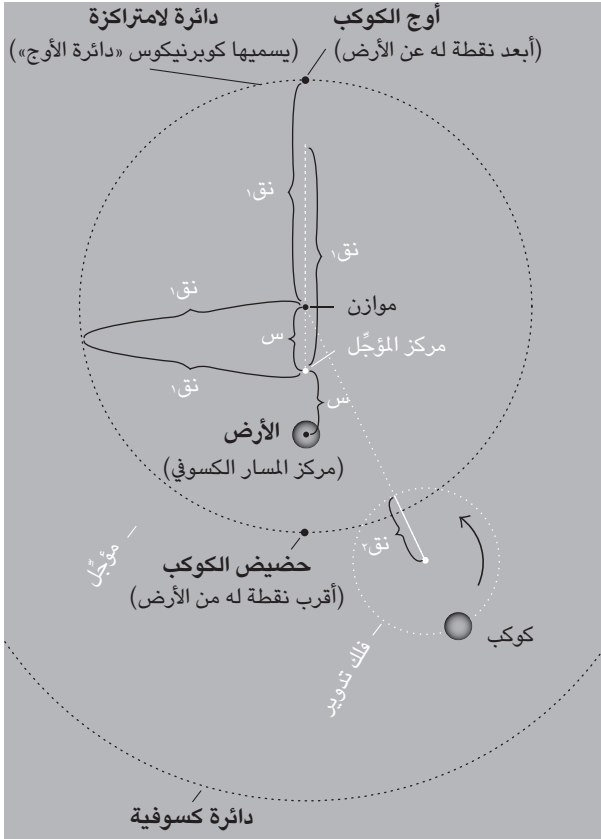 أوج الكوكب
(أبعد نقطة له عن الأرض)
دائرة لامتراكزة
(يسميها كوبرنيكوس «دائرة الأوج»)
نق١
نق١
نق١
موازن
س
مركز المؤجِّل
نق١
س
الأرض
(مركز المسار الكسوفي)
حضيض الكوكب
(أقرب نقطة له من الأرض)
مؤجِّل
نق٢
كوكب
فلك تدوير
دائرة كسوفية